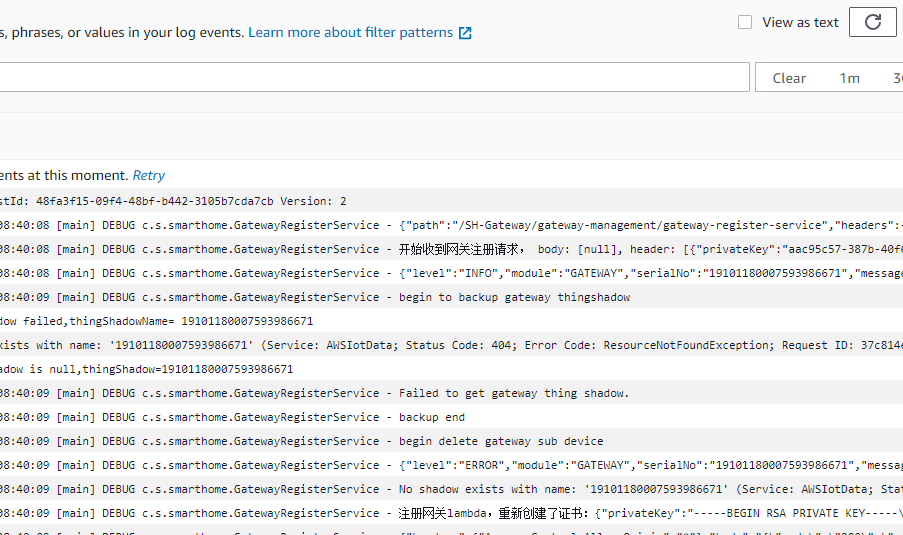 s, phrases, or values in your log events. Learn more about filter patterns
View as text
Clear 1m
ents at this moment. Retry
stId: 48fa3f15-09f4-48bf-b442-3105b7cda7cb Version: 2
08:40:08 [main] DEBUG c.s.smarthome.GatewayRegisterService - {"path":"/SH-Gateway/gateway-management/gateway-register-service","headers":
08:40:08 [main] DEBUG c.s.smarthome.GatewayRegisterService - 开始收到网关注册请求， body: [null], header: [{"privateKey":"aac95c57-387b-40f6
08:40:08 [main] DEBUG c.s.smarthome.GatewayRegisterService - {"level":"INFO","module":"GATEWAY","serialNo":"19101180007593986671","message
08:40:09 [main] DEBUG c.s.smarthome.GatewayRegisterService - begin to backup gateway thingshadow
dow failed,thingShadowName= 19101180007593986671
xists with name: '19101180007593986671' (Service: AWSIotData; Status Code: 404; Error Code: ResourceNotFoundException; Request ID: 37c814e
adow is null,thingShadow=19101180007593986671
08:40:09 [main] DEBUG c.s.smarthome.GatewayRegisterService - Failed to get gateway thing shadow.
08:40:09 [main] DEBUG c.s.smarthome.GatewayRegisterService - backup end
08:40:09 [main] DEBUG c.s.smarthome.GatewayRegisterService - begin delete gateway sub device
08:40:09 [main] DEBUG c.s.smarthome.GatewayRegisterService - {"level":"ERROR","module":"GATEWAY","serialNo":"19101180007593986671","messag
08:40:09 [main] DEBUG c.s.smarthome.GatewayRegisterService - No shadow exists with name: '19101180007593986671' (Service: AWSIotData; Stat
08:40:09 [main] DEBUG c.s.smarthome.GatewayRegisterService - 注册网关lambda，重新创建了证书：{"privateKey":"-----BEGIN RSA PRIVATE KEY-----\